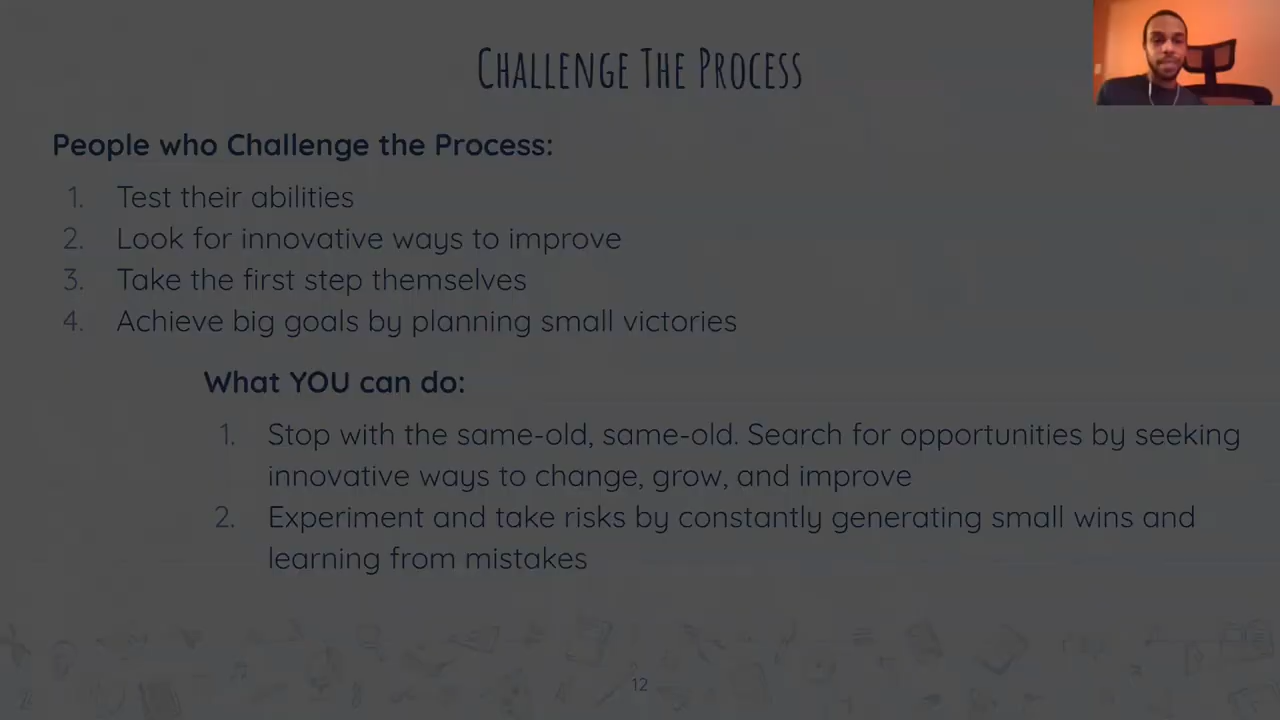 CHALLENGE THE PROCESS
People who Challenge the Process:
1. Test their abilities
2. Look for innovative ways to improve
3. Take the first step themselves
4. Achieve big goals by planning small victories
What YOU can do:
1. Stop with the same-old, same-old. Search for opportunities by seeking
innovative ways to change, grow, and improve
2. Experiment and take risks by constantly generating small wins and
learning from mistakes
12